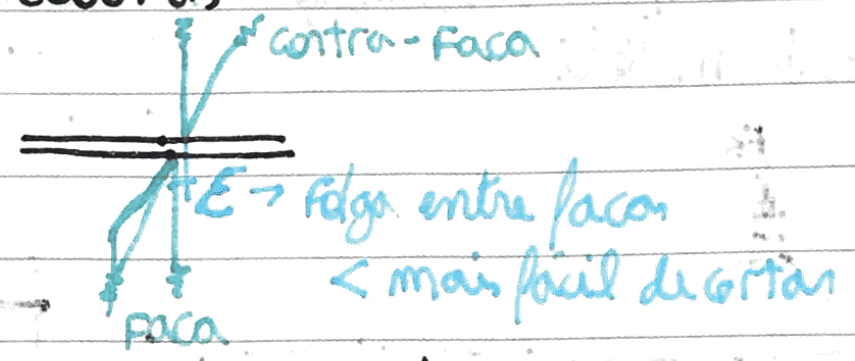 contra-Faca
E → Folga entre facas
< mais fácil de cortar
Faca